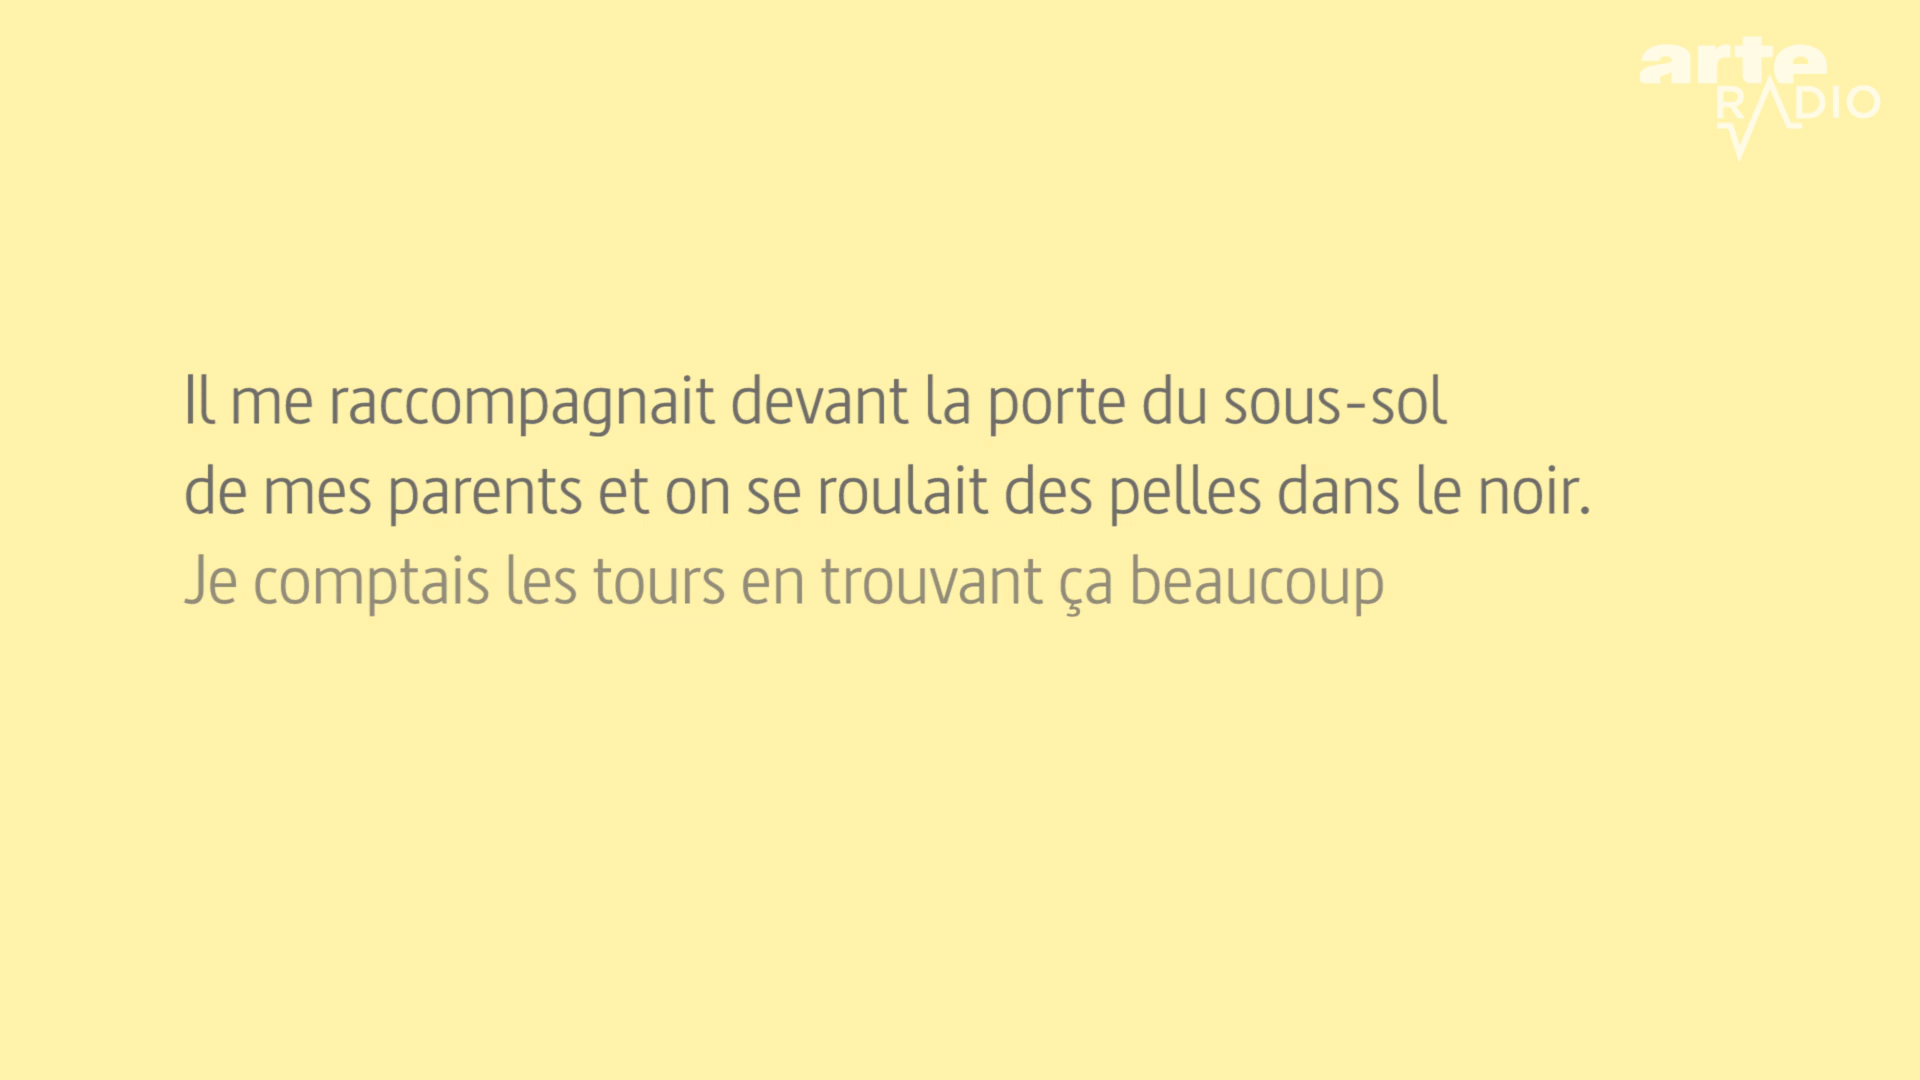 arte
RADIO
Il me raccompagnait devant la porte du sous-sol
de mes parents et on se roulait des pelles dans le noir.
Je comptais les tours en trouvant ça beaucoup